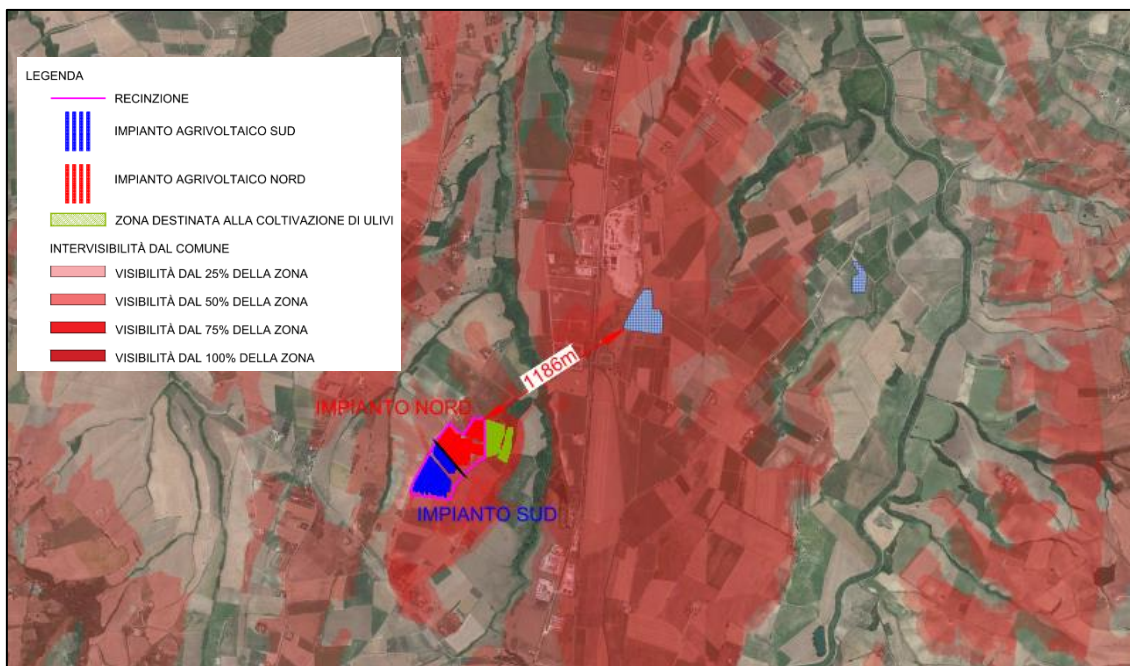 LEGENDA
RECINZIONE
IMPIANTO AGRIVOLTAICO SUD
IMPIANTO AGRIVOLTAICO NORD
ZONA DESTINATA ALLA COLTIVAZIONE DI ULIVI
INTERVISIBILITÀ DAL COMUNE
VISIBILITÀ DAL 25% DELLA ZONA
VISIBILITÀ DAL 50% DELLA ZONA
VISIBILITÀ DAL 75% DELLA ZONA
VISIBILITÀ DAL 100% DELLA ZONA
1186m
IMPIANTO NORD
IMPIANTO SUD